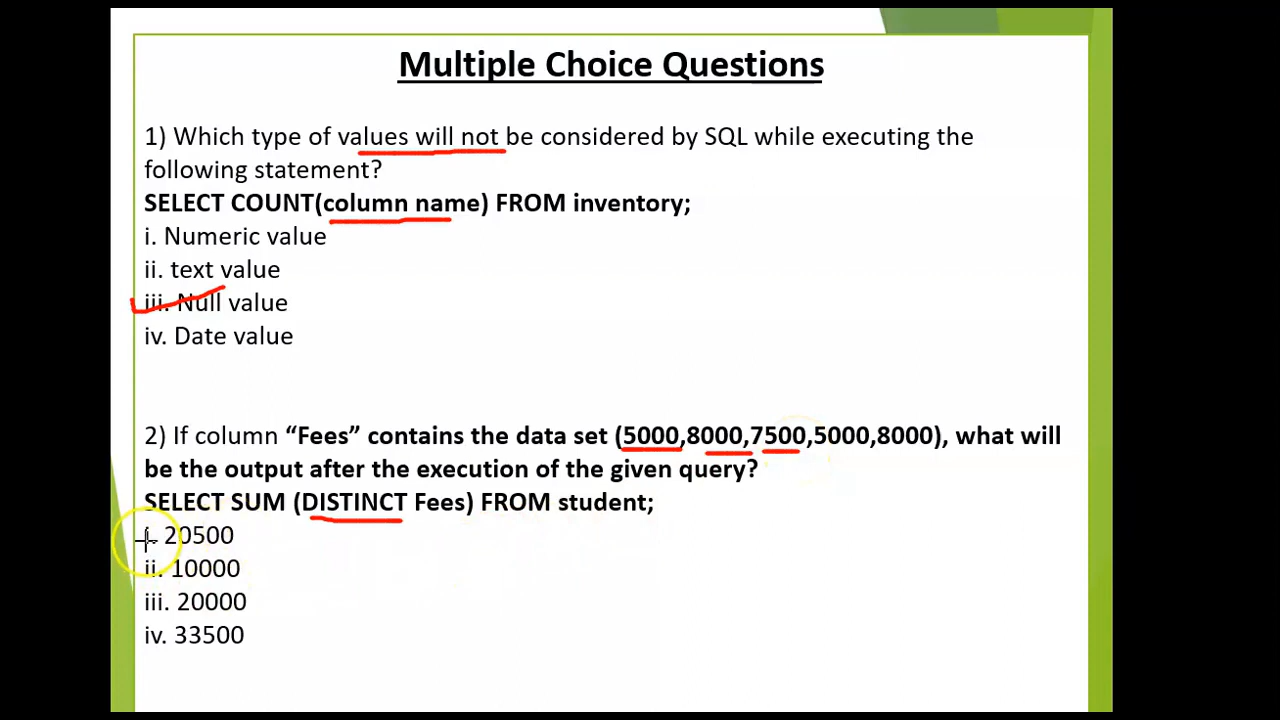 Multiple Choice Questions
1) Which type of values will not be considered by SQL while executing the
following statement?
SELECT COUNT(column name) FROM inventory;
i. Numeric value
ii. text value
iii. Null value
iv. Date value
2) If column “Fees” contains the data set (5000,8000,7500,5000,8000), what will
be the output after the execution of the given query?
SELECT SUM (DISTINCT Fees) FROM student;
i. 20500
ii. 10000
iii. 20000
iv. 33500